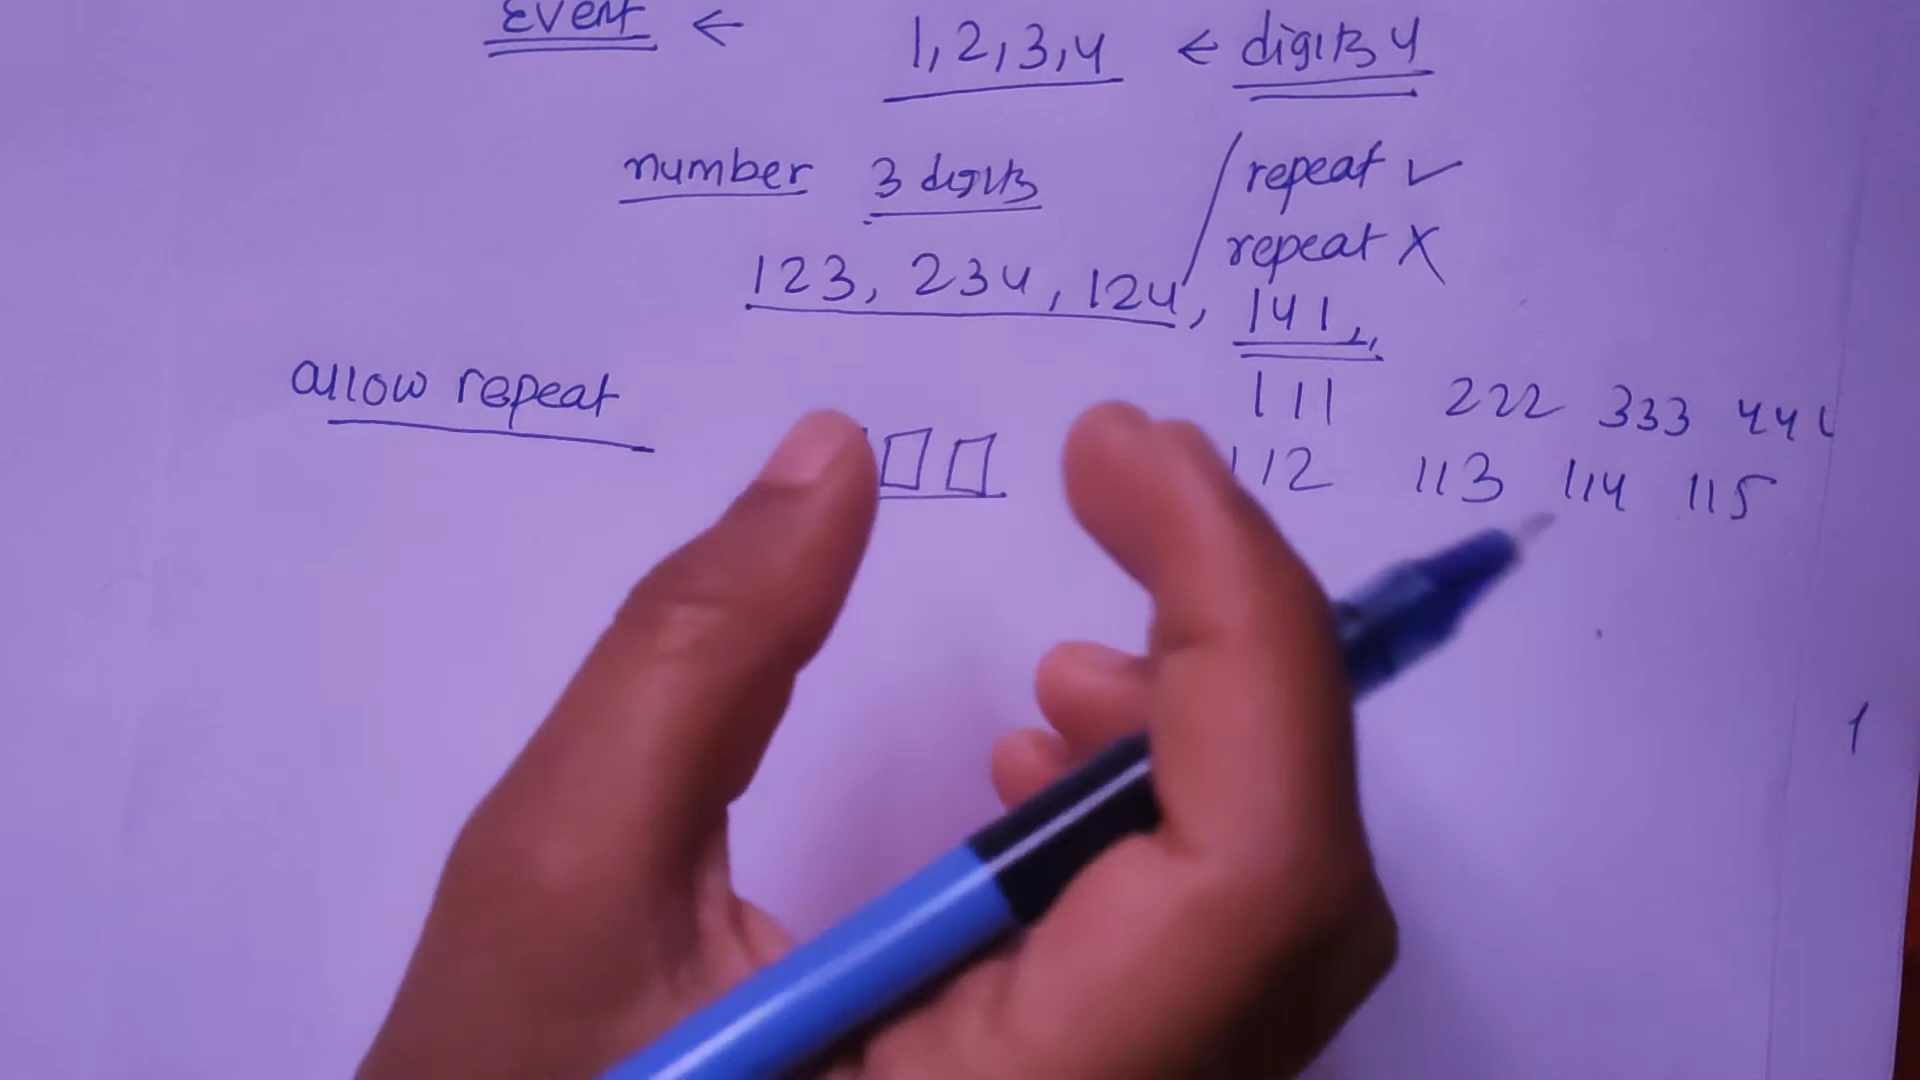 Event ← 1,2,3,4 ← digits 4
number 3 digits / repeat ✓
repeat X
123, 234, 124, 141,
allow repeat
111 222 333 444
112 113 114 115
1